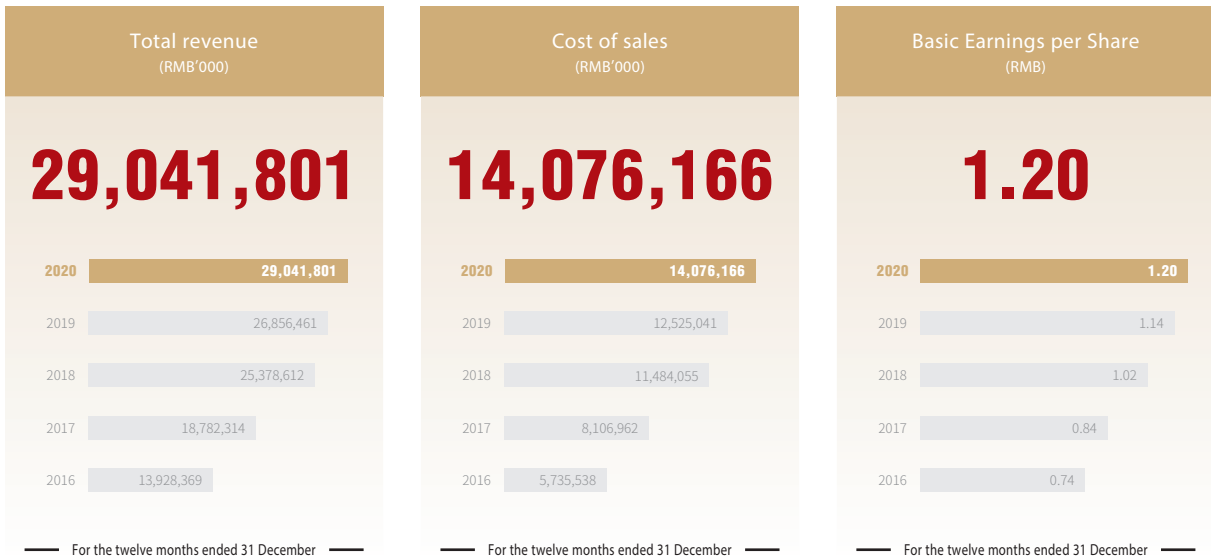 Total revenue
(RMB’000)
29,041,801
2020 29,041,801
2019 26,856,461
2018 25,378,612
2017 18,782,314
2016 13,928,369
For the twelve months ended 31 December
Cost of sales
(RMB’000)
14,076,166
2020 14,076,166
2019 12,525,041
2018 11,484,055
2017 8,106,962
2016 5,735,538
For the twelve months ended 31 December
Basic Earnings per Share
(RMB)
1.20
2020 1.20
2019 1.14
2018 1.02
2017 0.84
2016 0.74
For the twelve months ended 31 December